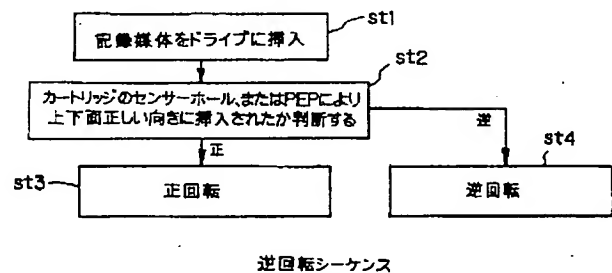 st1
記録媒体をドライブに挿入
st2
カートリッジのセンサーホール、またはPEPにより
上下面正しい向きに挿入されたか判断する
逆
正
st4
st3
正回転
逆回転
逆回転シーケンス